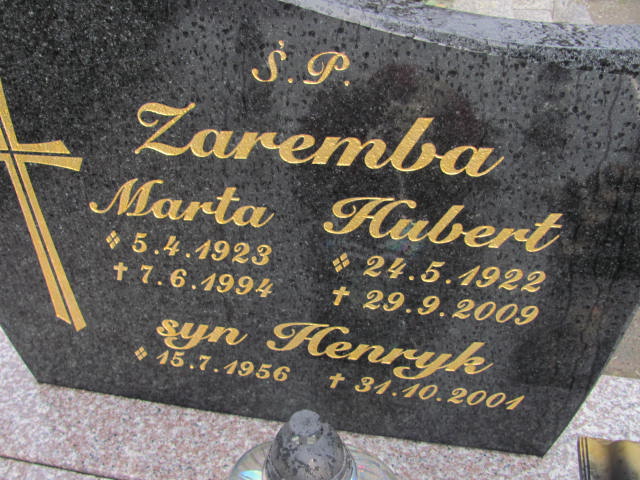 Ś.P.
Zaremba
Marta Hubert
5.4.1923 24.5.1922
✝ 7.6.1994 ✝ 29.9.2009
syn Henryk
15.7.1956 ✝ 31.10.2001